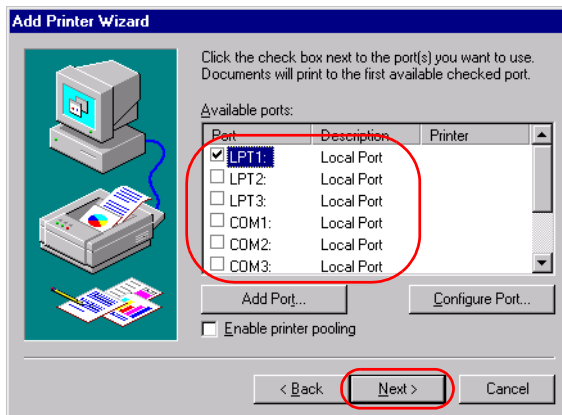 Add Printer Wizard
Click the check box next to the port(s) you want to use.
Documents will print to the first available checked port.
Available ports:
Port Description Printer
LPT1: Local Port
LPT2: Local Port
LPT3: Local Port
COM1: Local Port
COM2: Local Port
COM3: Local Port
Add Port... Configure Port...
Enable printer pooling
< Back Next > Cancel